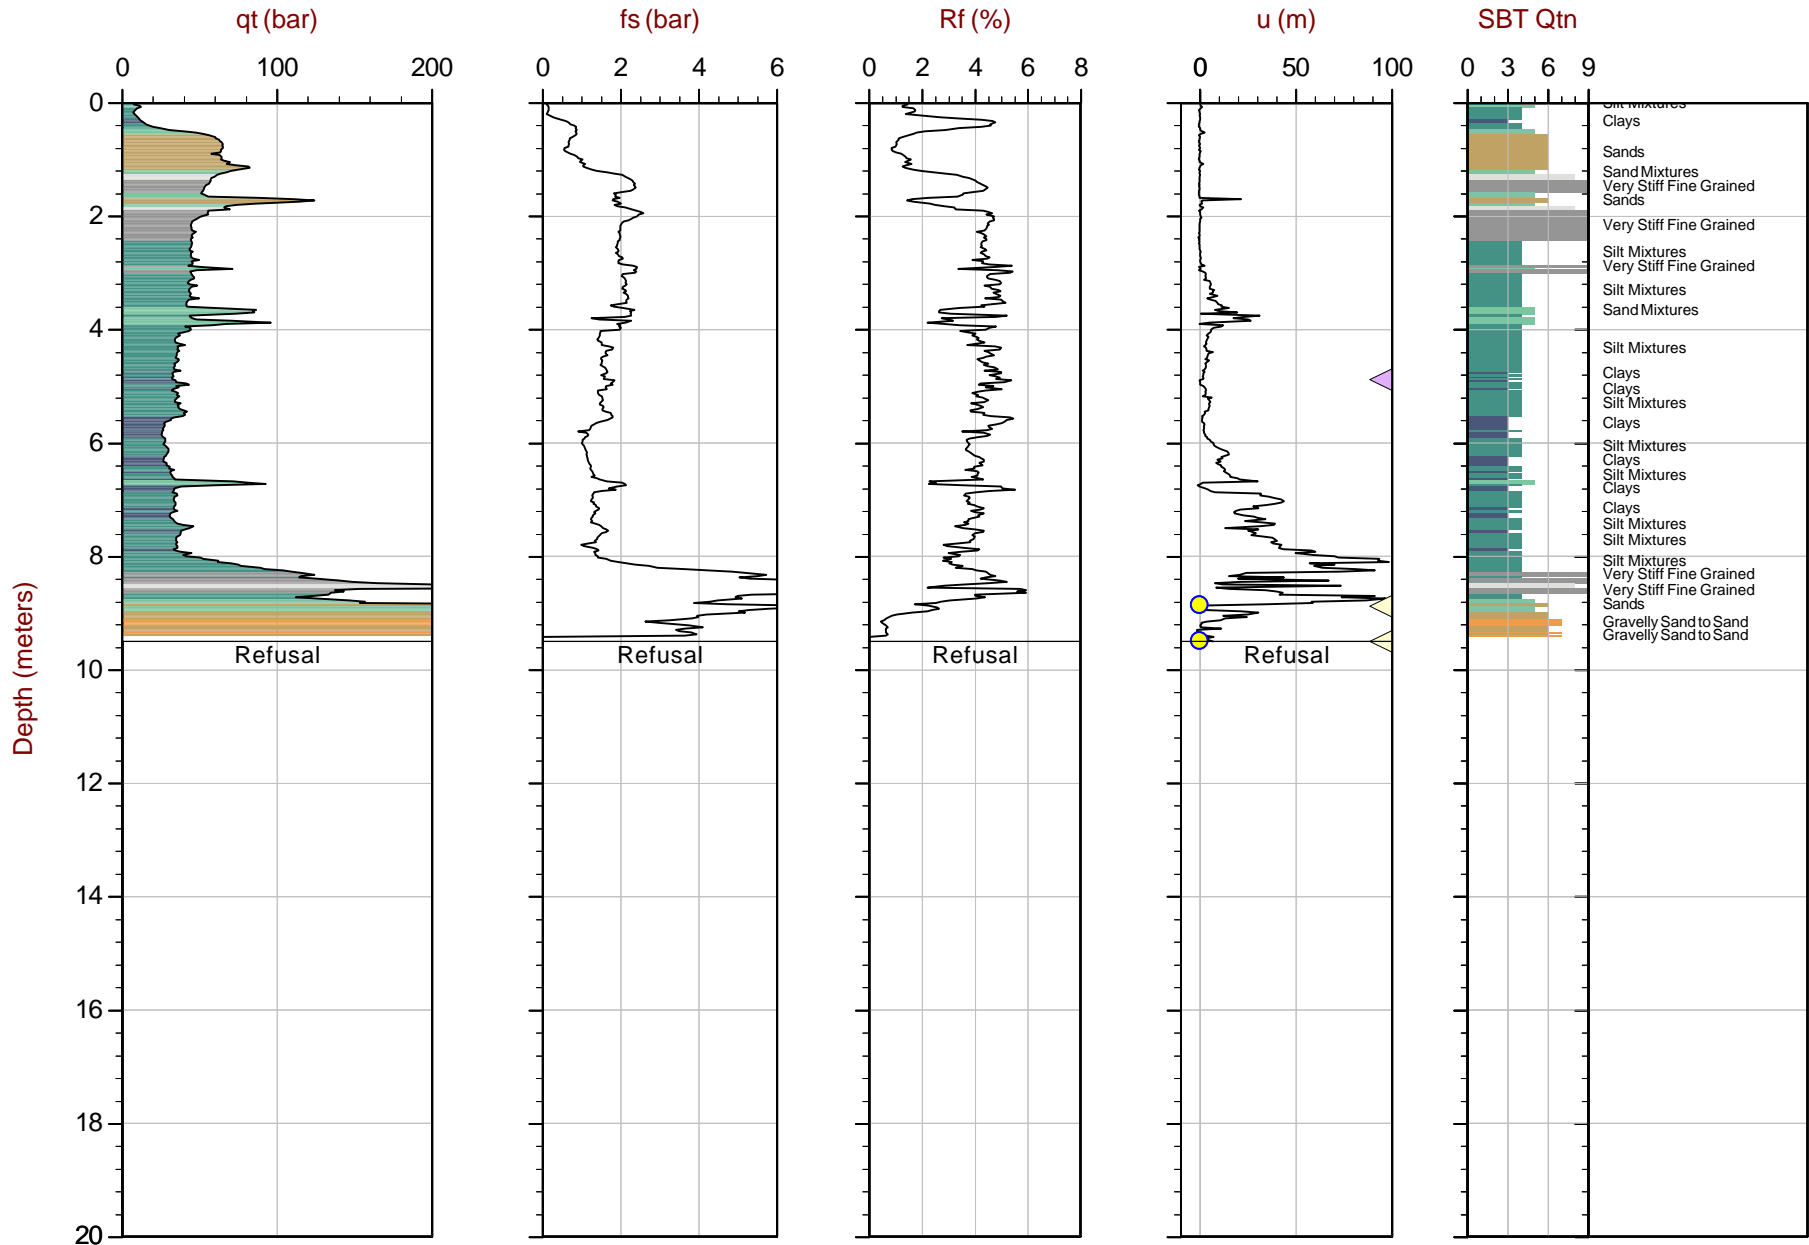 qt (bar) fs (bar) Rf (%) u (m) SBT Qtn
0 100 200 0 2 4 6 0 2 4 6 8 0 50 100 0 3 6 9
0
2
4
6
8
10
12
14
16
18
20
Depth (meters)
Silt Mixtures
Clays
Sands
Sand Mixtures
Very Stiff Fine Grained
Sands
Very Stiff Fine Grained
Silt Mixtures
Very Stiff Fine Grained
Silt Mixtures
Sand Mixtures
Silt Mixtures
Clays
Clays
Silt Mixtures
Clays
Silt Mixtures
Clays
Silt Mixtures
Clays
Clays
Silt Mixtures
Silt Mixtures
Silt Mixtures
Very Stiff Fine Grained
Very Stiff Fine Grained
Sands
Gravelly Sand to Sand
Gravelly Sand to Sand
Refusal Refusal Refusal Refusal